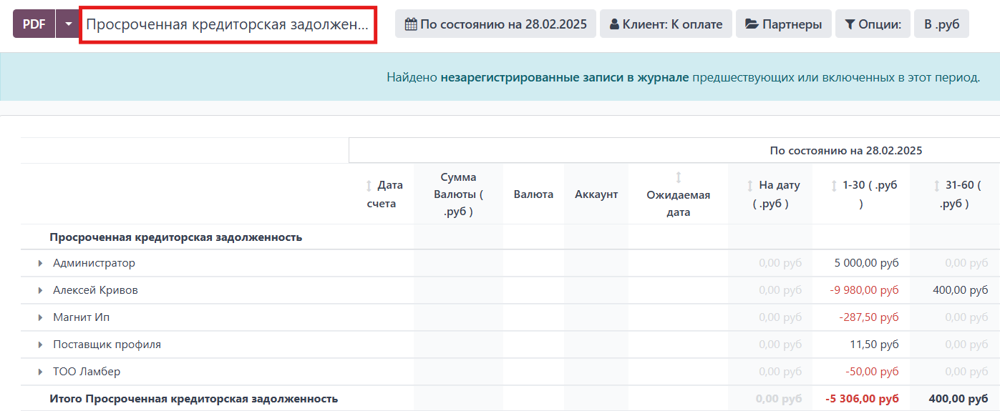 PDF Просроченная кредиторская задолжен... По состоянию на 28.02.2025 Клиент: К оплате Партнеры Опции: В .руб
Найдено незарегистрированные записи в журнале предшествующих или включенных в этот период.
По состоянию на 28.02.2025
Дата
счета
Сумма
Валюты (
.руб )
Валюта
Аккаунт
Ожидаемая
дата
На дату
( .руб )
1-30 ( .руб
)
31-60 (
.руб )
Просроченная кредиторская задолженность
Администратор 0,00 руб 5 000,00 руб 0,00 руб
Алексей Кривов 0,00 руб -9 980,00 руб 400,00 руб
Магнит Ип 0,00 руб -287,50 руб 0,00 руб
Поставщик профиля 0,00 руб 11,50 руб 0,00 руб
ТОО Ламбер 0,00 руб -50,00 руб 0,00 руб
Итого Просроченная кредиторская задолженность 0,00 руб -5 306,00 руб 400,00 руб